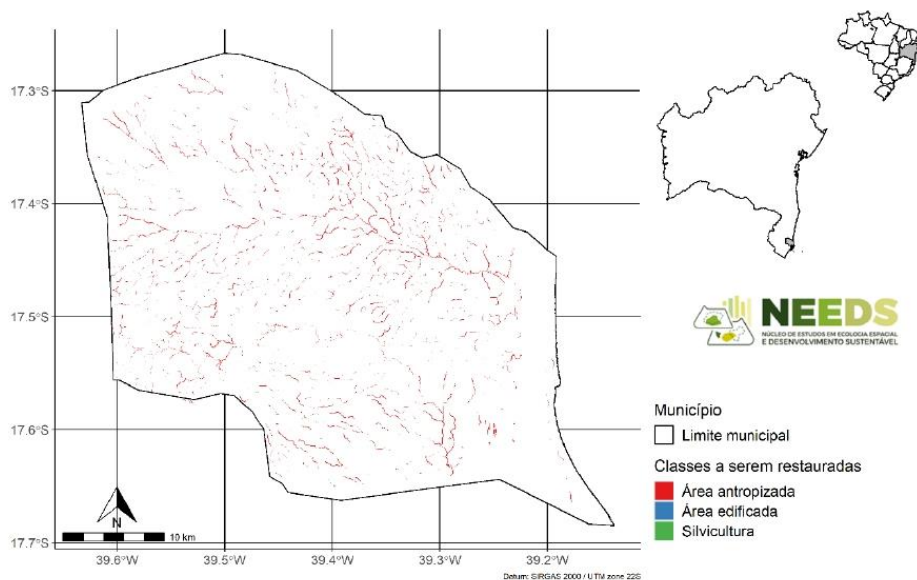 17.3°S
17.4°S
17.5°S
17.6°S
17.7°S
N
10 km
39.6°W
39.5°W
39.4°W
39.3°W
39.2°W
Datum: SIRGAS 2000 / UTM zone 22S
NEEDS
NÚCLEO DE ESTUDOS EM ECOLOGIA ESPACIAL
E DESENVOLVIMENTO SUSTENTÁVEL
Município
Limite municipal
Classes a serem restauradas
Área antropizada
Área edificada
Silvicultura